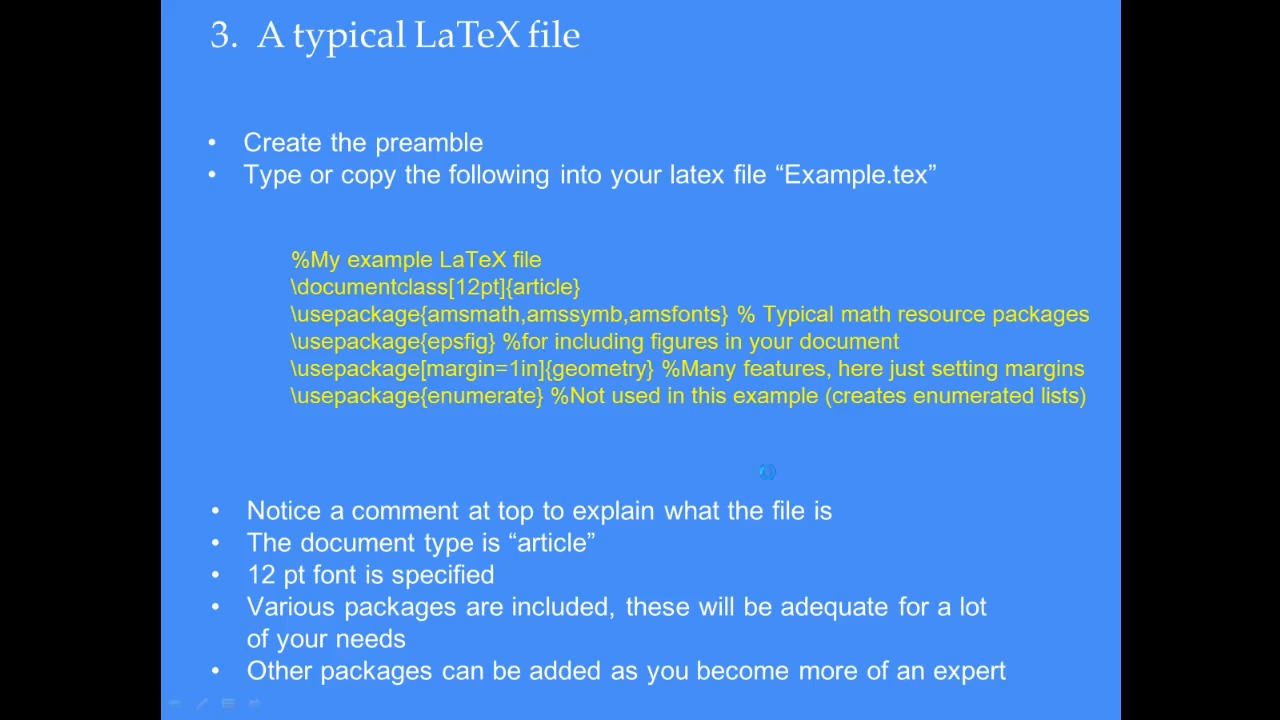 3. A typical LaTeX file
• Create the preamble
• Type or copy the following into your latex file “Example.tex”
%My example LaTeX file
\documentclass[12pt]{article}
\usepackage{amsmath,amssymb,amsfonts} % Typical math resource packages
\usepackage{epsfig} %for including figures in your document
\usepackage[margin=1in]{geometry} %Many features, here just setting margins
\usepackage{enumerate} %Not used in this example (creates enumerated lists)
• Notice a comment at top to explain what the file is
• The document type is “article”
• 12 pt font is specified
• Various packages are included, these will be adequate for a lot
of your needs
• Other packages can be added as you become more of an expert